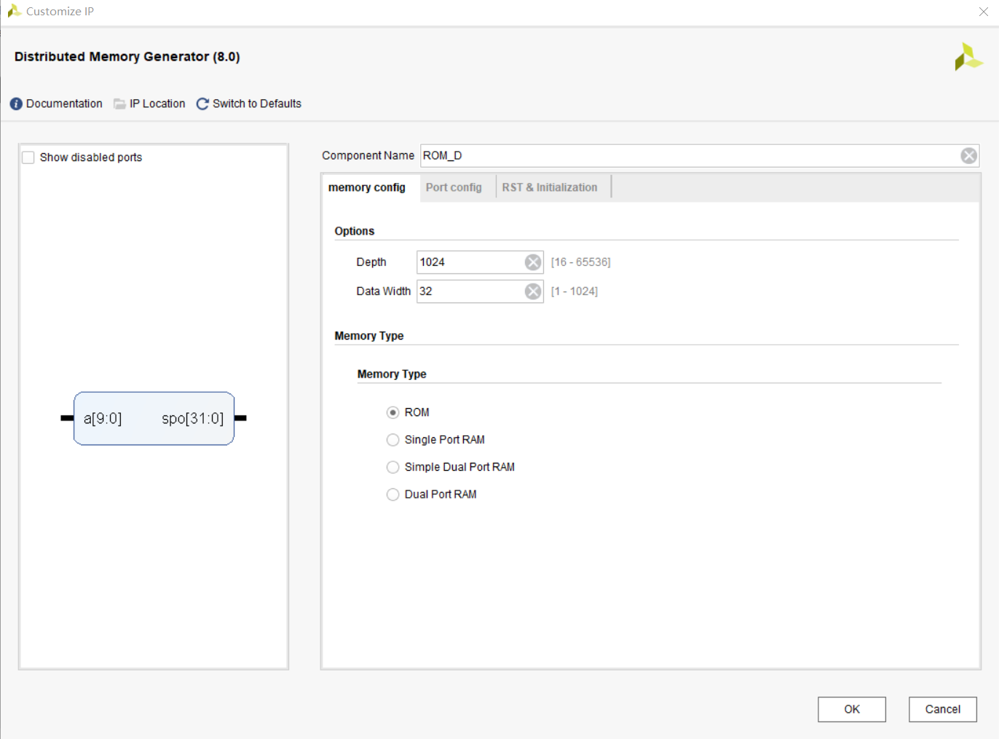 Customize IP
Distributed Memory Generator (8.0)
Documentation IP Location Switch to Defaults
Show disabled ports
a[9:0] spo[31:0]
Component Name ROM_D
memory config Port config RST & Initialization
Options
Depth 1024 [16 - 65536]
Data Width 32 [1 - 1024]
Memory Type
Memory Type
ROM
Single Port RAM
Simple Dual Port RAM
Dual Port RAM
OK Cancel